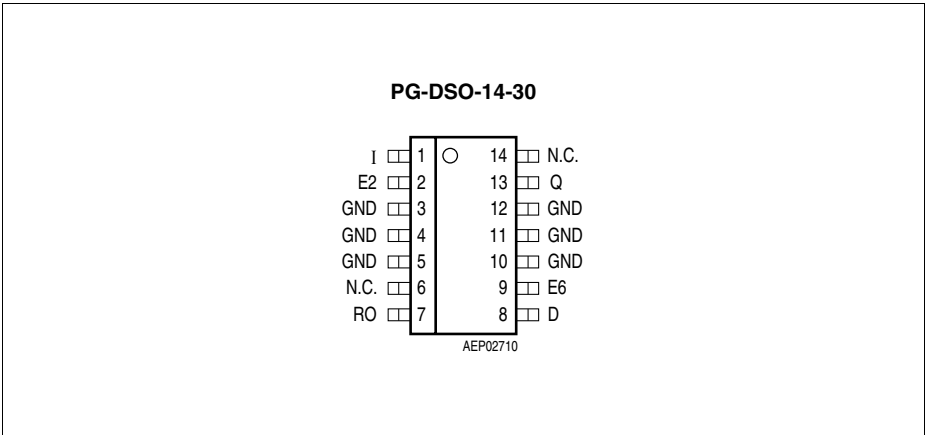 PG-DSO-14-30
I 1 14 N.C.
E2 2 13 Q
GND 3 12 GND
GND 4 11 GND
GND 5 10 GND
N.C. 6 9 E6
RO 7 8 D
AEP02710